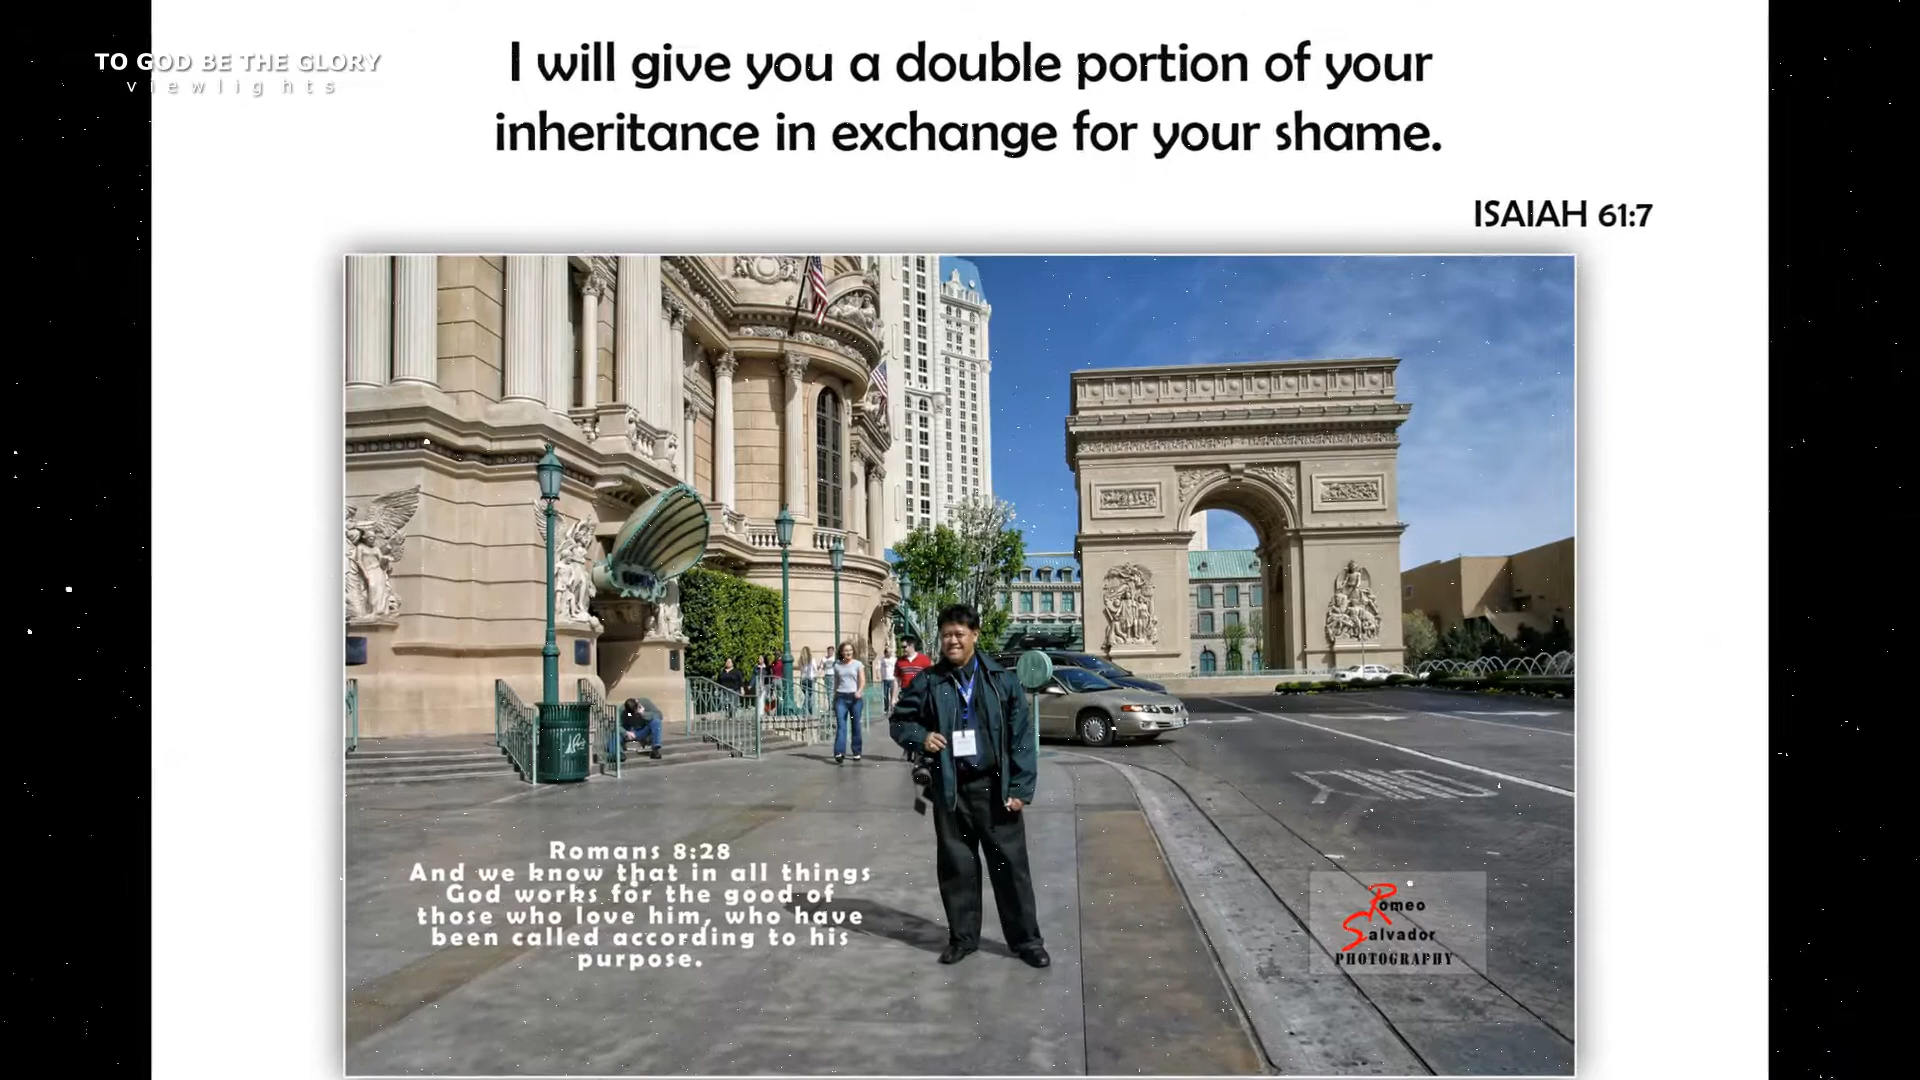 TO GOD BE THE GLORY
viewlights
I will give you a double portion of your
inheritance in exchange for your shame.
ISAIAH 61:7
Romans 8:28
And we know that in all things
God works for the good of
those who love him, who have
been called according to his
purpose.
Romeo
Salvador
PHOTOGRAPHY